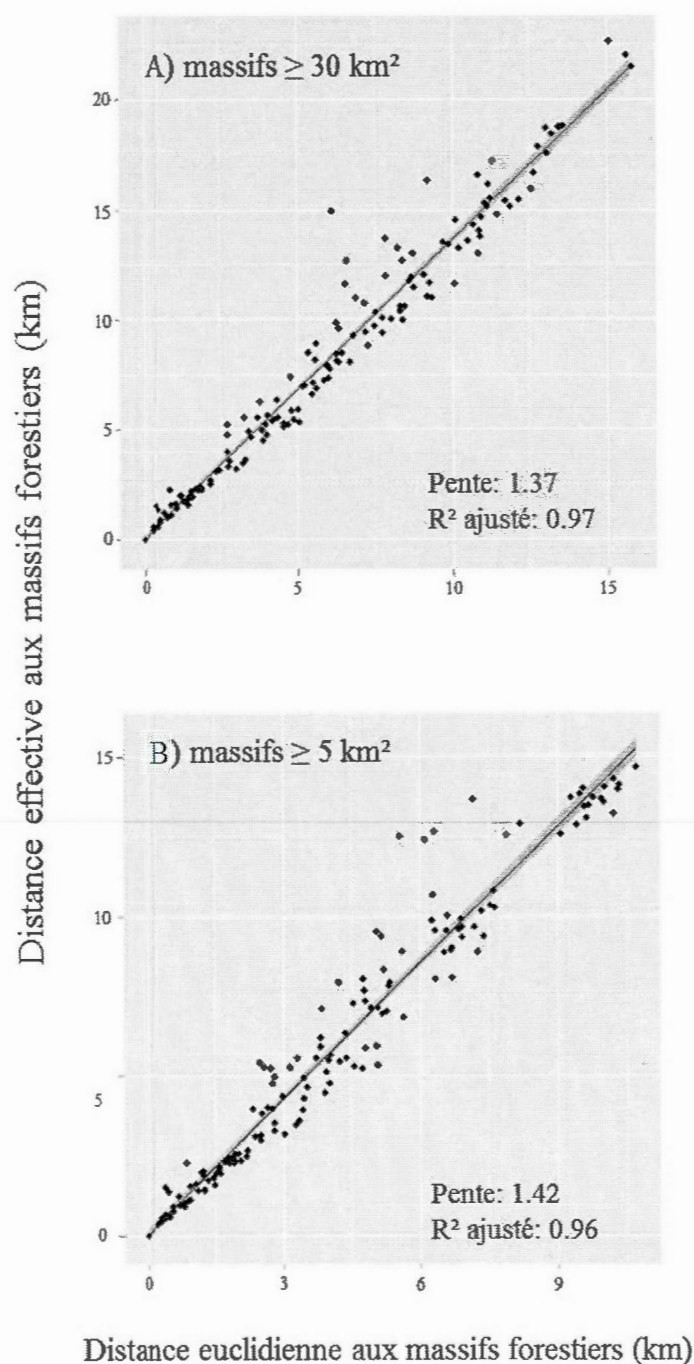 Distance effective aux massifs forestiers (km)
A) massifs ≥ 30 km²
20
15
10
5
0
Pente: 1.37
R² ajusté: 0.97
0 5 10 15
B) massifs ≥ 5 km²
15
10
5
0
Pente: 1.42
R² ajusté: 0.96
0 3 6 9
Distance euclidienne aux massifs forestiers (km)